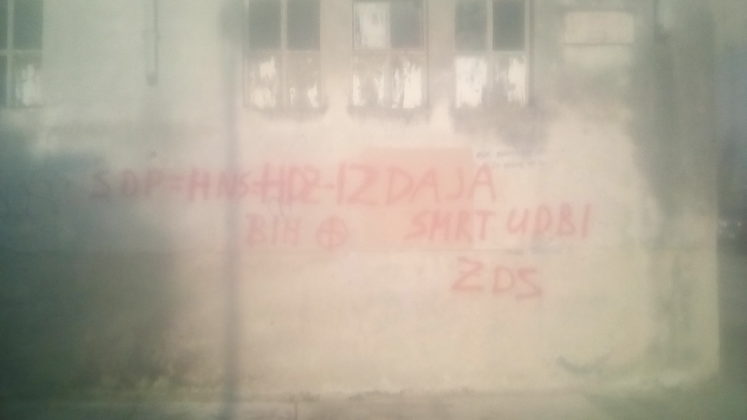 SDP=HNS=HDZ-IZDAJA
BIH SMRT UDBI
ZDS